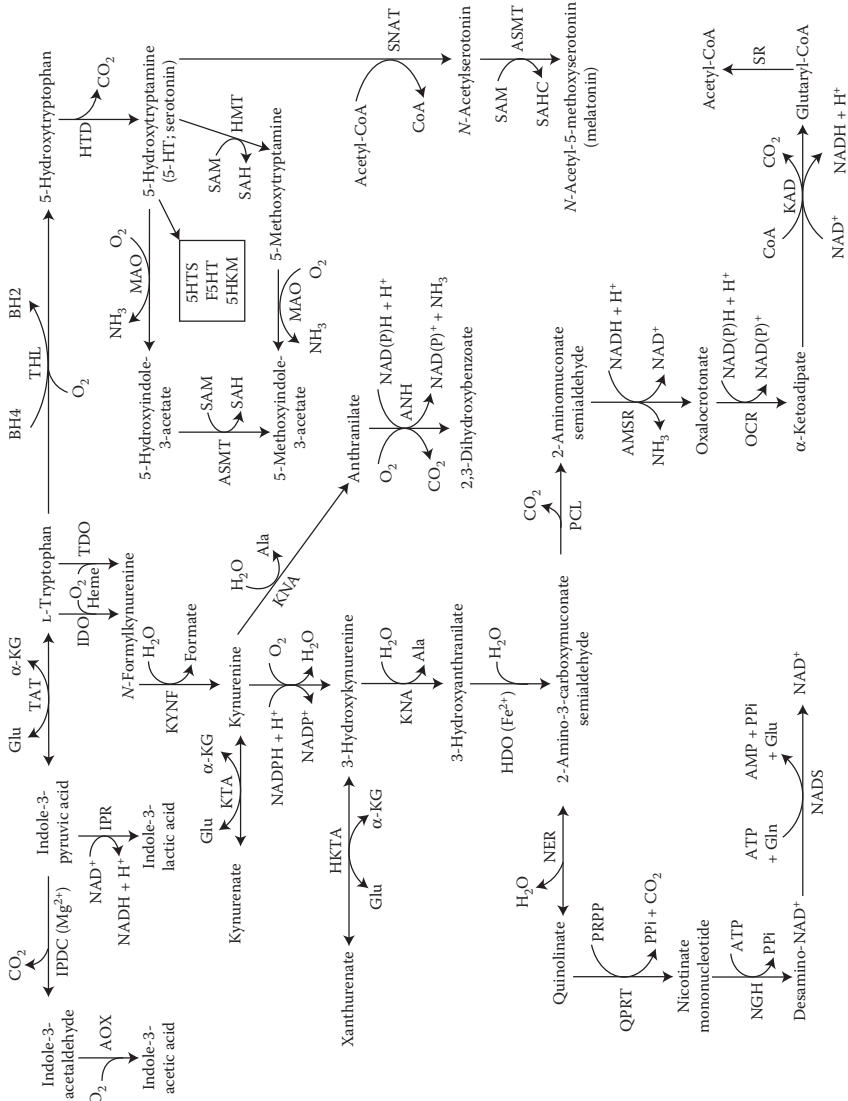 CO₂
Glu
TAT
α-KG
BH4
THL
BH2
O₂
Indole-3-
acetaldehyde
IPDC (Mg²⁺)
Indole-3-
pyruvic acid
L-Tryptophan
5-Hydroxytryptophan
O₂
AOX
NAD⁺
IPR
NADH + H⁺
IDO
O₂
Heme
TDO
HTD
CO₂
Indole-3-
acetic acid
Indole-3-
lactic acid
N-Formylkynurenine
H₂O
KYNF
Formate
5-Hydroxyindole-
3-acetate
NH₃
MAO
O₂
5-Hydroxytryptamine
(5-HT; serotonin)
SAM
ASMT
SAH
5HTS
F5HT
5HKM
SAM
HMT
SAH
Kynurenate
Glu
KTA
α-KG
Kynurenine
H₂O
Ala
KNA
5-Methoxyindole-
3-acetate
MAO
NH₃
O₂
5-Methoxytryptamine
NADPH + H⁺
O₂
NADP⁺
H₂O
Anthranilate
Acetyl-CoA
SNAT
CoA
Xanthurenate
HKTA
Glu
α-KG
3-Hydroxykynurenine
H₂O
KNA
Ala
O₂
NAD(P)H + H⁺
ANH
CO₂
NAD(P)⁺ + NH₃
2,3-Dihydroxybenzoate
N-Acetylserotonin
SAM
ASMT
SAHC
3-Hydroxyanthranilate
HDO (Fe²⁺)
H₂O
N-Acetyl-5-methoxyserotonin
(melatonin)
Quinolinate
H₂O
NER
2-Amino-3-carboxymuconate
semialdehyde
CO₂
PCL
2-Aminomuconate
semialdehyde
PRPP
QPRT
PPi + CO₂
NADH + H⁺
AMSR
NH₃
NAD⁺
Nicotinate
mononucleotide
Oxalocrotonate
Acetyl-CoA
ATP
NGH
PPi
ATP
+ Gln
AMP + PPi
+ Glu
NAD(P)H + H⁺
OCR
NAD(P)⁺
SR
CoA
CO₂
KAD
Desamino-NAD⁺
NADS
NAD⁺
α-Ketoadipate
Glutaryl-CoA
NAD⁺
NADH + H⁺